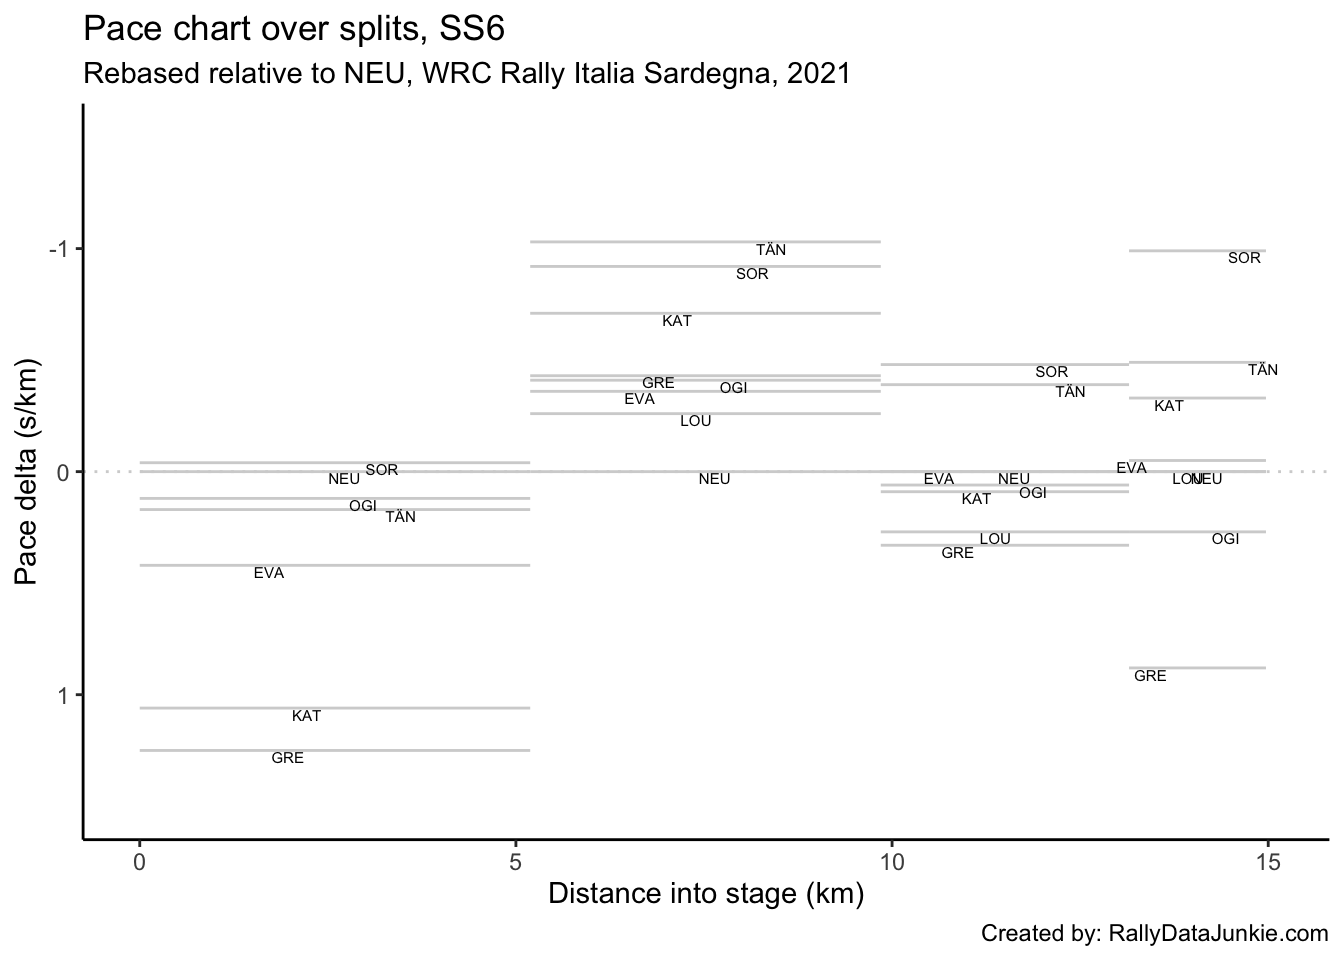 Pace chart over splits, SS6
Rebased relative to NEU, WRC Rally Italia Sardegna, 2021
Pace delta (s/km)
-1
0
1
TÄN
SOR
SOR
KAT
SOR
TÄN
GRE
OGI
TÄN
EVA
KAT
LOU
SOR
EVA
NEU
NEU
EVA
NEU
LOU
NEU
OGI
KAT
OGI
TÄN
LOU
OGI
GRE
EVA
GRE
KAT
GRE
0
5
10
15
Distance into stage (km)
Created by: RallyDataJunkie.com